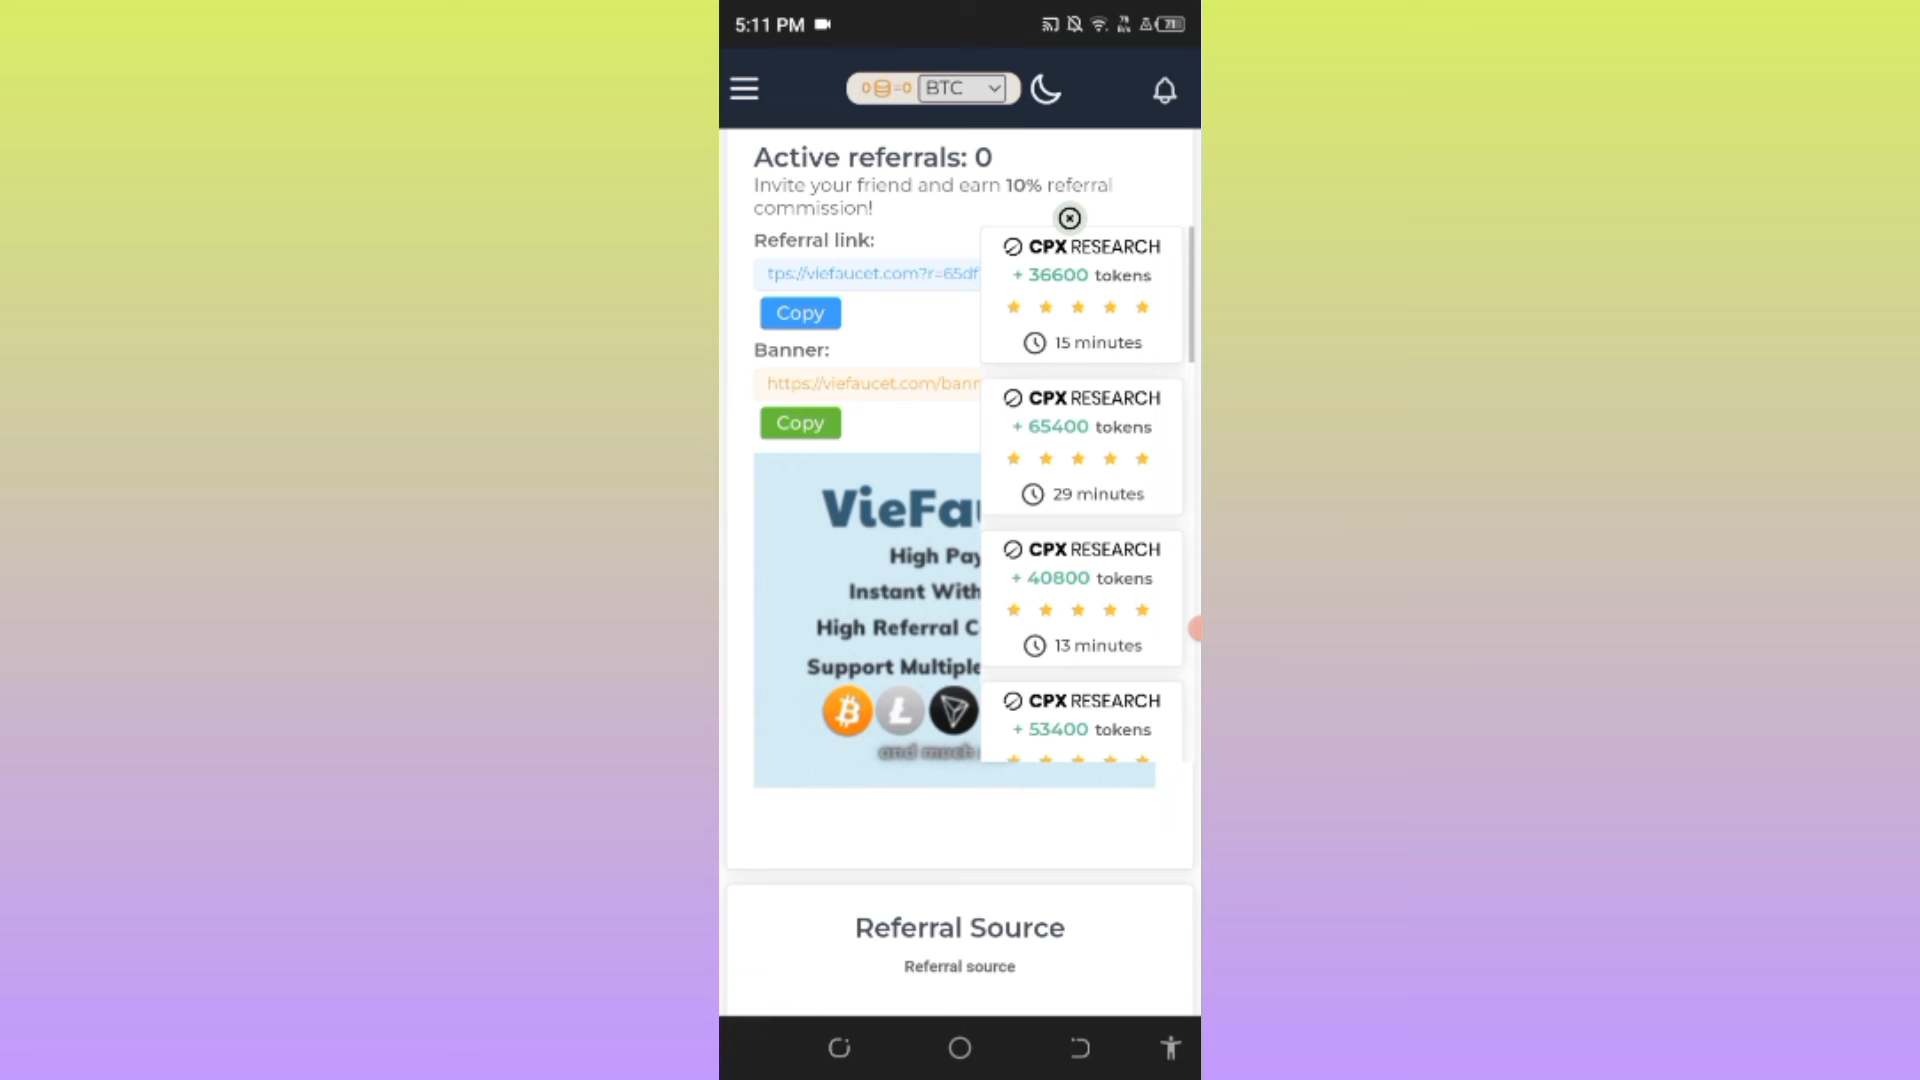 5:11 PM
0=0 BTC
Active referrals: 0
Invite your friend and earn 10% referral
commission!
Referral link:
tps://viefaucet.com?r=65df
Copy
Banner:
https://viefaucet.com/bann
Copy
VieFau
High Pay
Instant With
High Referral C
Support Multiple
and much
CPX RESEARCH
+ 36600 tokens
15 minutes
CPX RESEARCH
+ 65400 tokens
29 minutes
CPX RESEARCH
+ 40800 tokens
13 minutes
CPX RESEARCH
+ 53400 tokens
Referral Source
Referral source